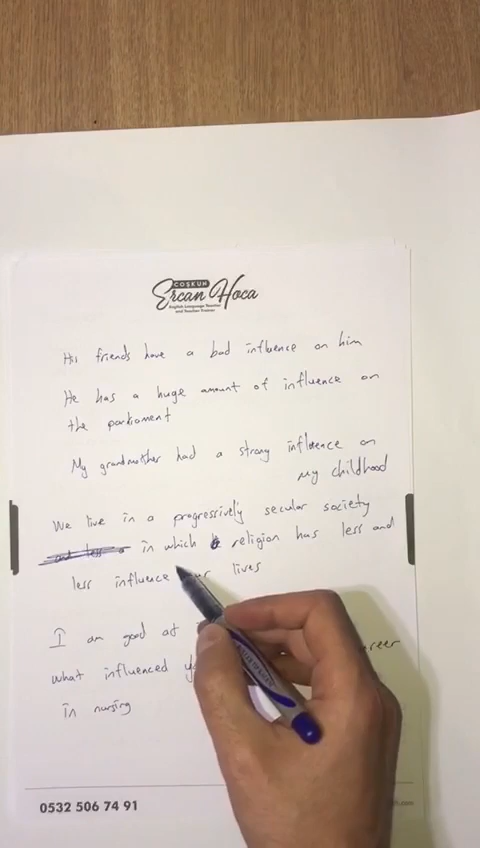 COŞKUN
Ercan Hoca
English Language Teacher
and Teacher Trainer
His friends have a bad influence on him
He has a huge amount of influence on
the parliament
My grandmother had a strong influence on
my childhood
We live in a progressively secular society
in which religion has less and
less influence lives
I am good at
what influenced career
in nursing
0532 506 74 91
.com